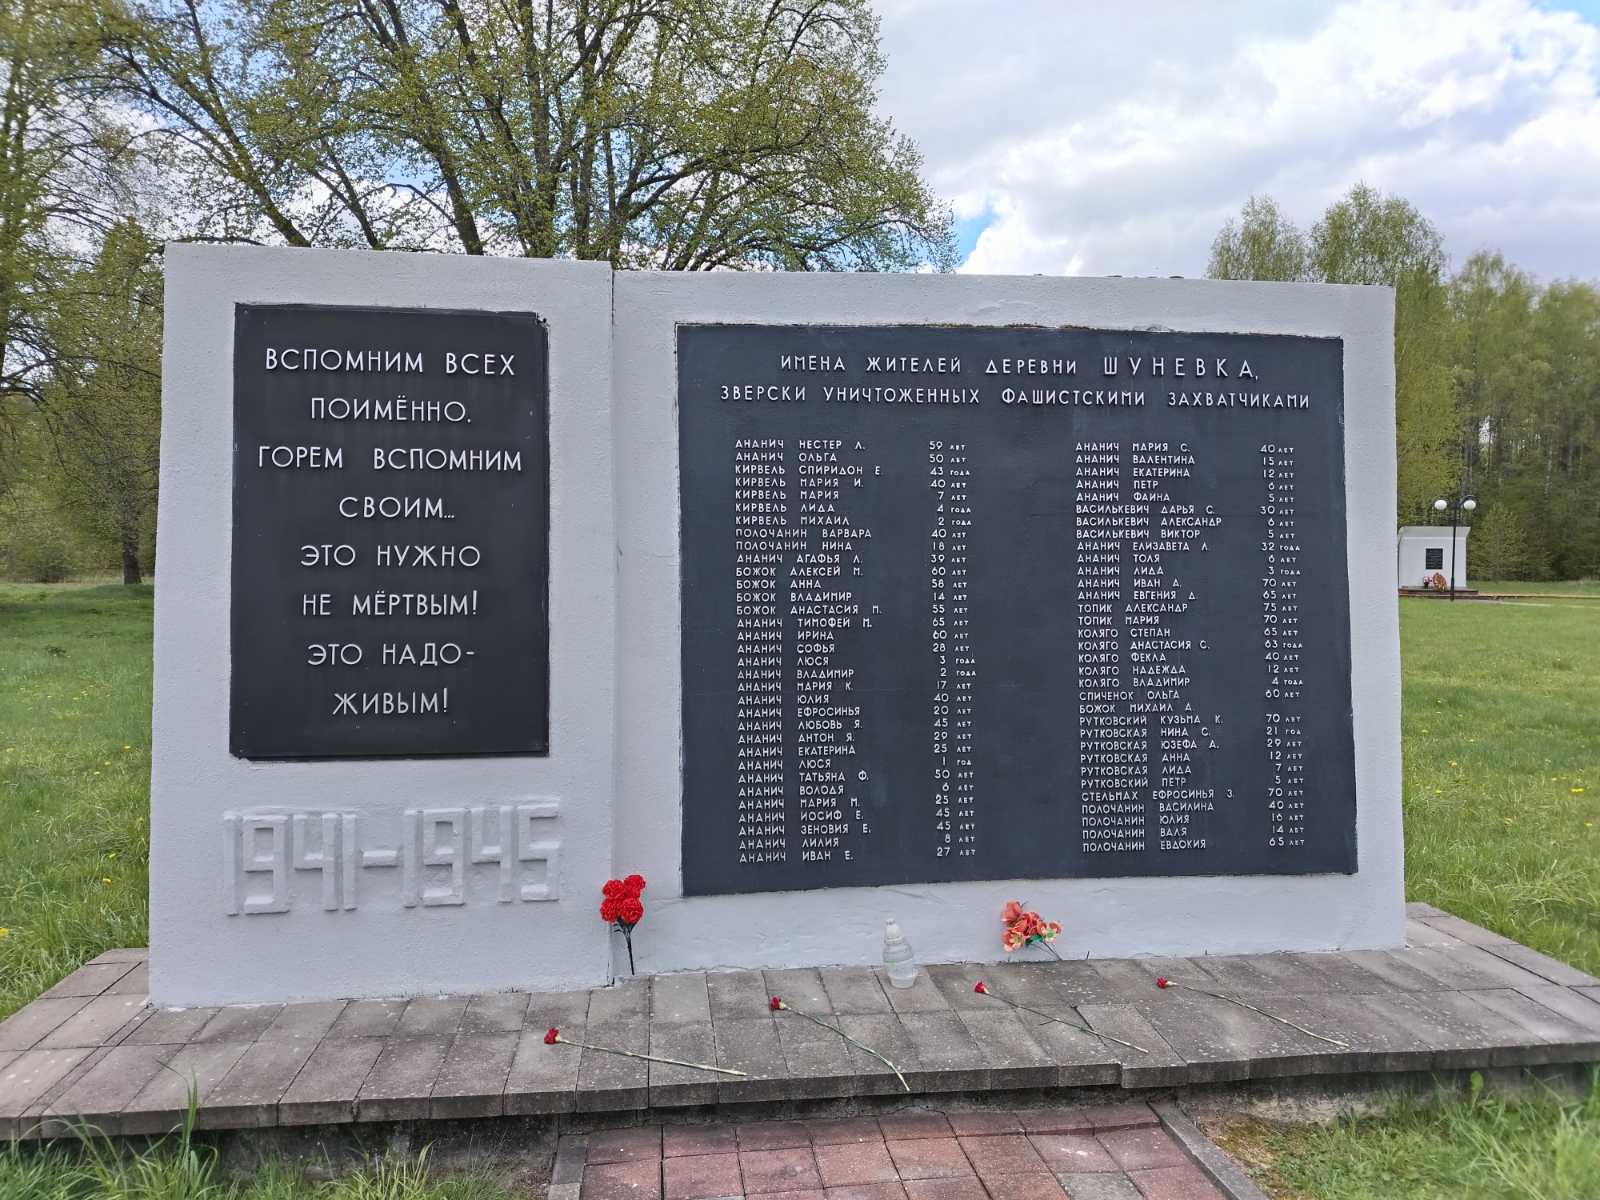 ВСПОМНИМ ВСЕХ
ПОИМЁННО,
ГОРЕМ ВСПОМНИМ
СВОИМ...
ЭТО НУЖНО
НЕ МЁРТВЫМ!
ЭТО НАДО-
ЖИВЫМ!
1941-1945
ИМЕНА ЖИТЕЛЕЙ ДЕРЕВНИ ШУНЕВКА,
ЗВЕРСКИ УНИЧТОЖЕННЫХ ФАШИСТСКИМИ ЗАХВАТЧИКАМИ
АНАНИЧ НЕСТЕР Л. 59 ЛЕТ
АНАНИЧ ОЛЬГА 50 ЛЕТ
КИРВЕЛЬ СПИРИДОН Е. 43 ГОДА
КИРВЕЛЬ МАРИЯ И. 40 ЛЕТ
КИРВЕЛЬ МАРИЯ 7 ЛЕТ
КИРВЕЛЬ ЛИДА 4 ГОДА
КИРВЕЛЬ МИХАИЛ 2 ГОДА
ПОЛОЧАНИН ВАРВАРА 40 ЛЕТ
ПОЛОЧАНИН НИНА 18 ЛЕТ
АНАНИЧ АГАФЬЯ Л. 39 ЛЕТ
БОЖОК АЛЕКСЕЙ М. 60 ЛЕТ
БОЖОК АННА 58 ЛЕТ
БОЖОК ВЛАДИМИР 14 ЛЕТ
БОЖОК АНАСТАСИЯ М. 55 ЛЕТ
АНАНИЧ ТИМОФЕЙ М. 65 ЛЕТ
АНАНИЧ ИРИНА 60 ЛЕТ
АНАНИЧ СОФЬЯ 28 ЛЕТ
АНАНИЧ ЛЮСЯ 3 ГОДА
АНАНИЧ ВЛАДИМИР 2 ГОДА
АНАНИЧ МАРИЯ К. 17 ЛЕТ
АНАНИЧ ЮЛИЯ 40 ЛЕТ
АНАНИЧ ЕФРОСИНЬЯ 20 ЛЕТ
АНАНИЧ ЛЮБОВЬ Я. 45 ЛЕТ
АНАНИЧ АНТОН Я. 29 ЛЕТ
АНАНИЧ ЕКАТЕРИНА 25 ЛЕТ
АНАНИЧ ЛЮСЯ 1 ГОД
АНАНИЧ ТАТЬЯНА Ф. 50 ЛЕТ
АНАНИЧ ВОЛОДЯ 6 ЛЕТ
АНАНИЧ МАРИЯ М. 25 ЛЕТ
АНАНИЧ ИОСИФ Е. 45 ЛЕТ
АНАНИЧ ЗЕНОВИЯ Е. 45 ЛЕТ
АНАНИЧ ЛИЛИЯ 8 ЛЕТ
АНАНИЧ ИВАН Е. 27 ЛЕТ
АНАНИЧ МАРИЯ С. 40 ЛЕТ
АНАНИЧ ВАЛЕНТИНА 15 ЛЕТ
АНАНИЧ ЕКАТЕРИНА 12 ЛЕТ
АНАНИЧ ПЕТР 6 ЛЕТ
АНАНИЧ ФАИНА 5 ЛЕТ
ВАСИЛЬКЕВИЧ ДАРЬЯ С. 30 ЛЕТ
ВАСИЛЬКЕВИЧ АЛЕКСАНДР 6 ЛЕТ
ВАСИЛЬКЕВИЧ ВИКТОР 5 ЛЕТ
АНАНИЧ ЕЛИЗАВЕТА Л. 32 ГОДА
АНАНИЧ ТОЛЯ 6 ЛЕТ
АНАНИЧ ЛИДА 3 ГОДА
АНАНИЧ ИВАН А. 70 ЛЕТ
АНАНИЧ ЕВГЕНИЯ Д. 65 ЛЕТ
ТОПИК АЛЕКСАНДР 75 ЛЕТ
ТОПИК МАРИЯ 70 ЛЕТ
КОЛЯГО СТЕПАН 65 ЛЕТ
КОЛЯГО АНАСТАСИЯ С. 63 ГОДА
КОЛЯГО ФЕКЛА 40 ЛЕТ
КОЛЯГО НАДЕЖДА 12 ЛЕТ
КОЛЯГО ВЛАДИМИР 4 ГОДА
СПИЧЕНОК ОЛЬГА 60 ЛЕТ
БОЖОК МИХАИЛ А.
РУТКОВСКИЙ КУЗЬМА К. 70 ЛЕТ
РУТКОВСКАЯ НИНА С. 21 ГОД
РУТКОВСКАЯ ЮЗЕФА А. 29 ЛЕТ
РУТКОВСКАЯ АННА 12 ЛЕТ
РУТКОВСКАЯ ЛИДА 7 ЛЕТ
РУТКОВСКИЙ ПЕТР 5 ЛЕТ
СТЕЛЬМАХ ЕФРОСИНЬЯ З. 70 ЛЕТ
ПОЛОЧАНИН ВАСИЛИНА 40 ЛЕТ
ПОЛОЧАНИН ЮЛИЯ 16 ЛЕТ
ПОЛОЧАНИН ВАЛЯ 14 ЛЕТ
ПОЛОЧАНИН ЕВДОКИЯ 65 ЛЕТ